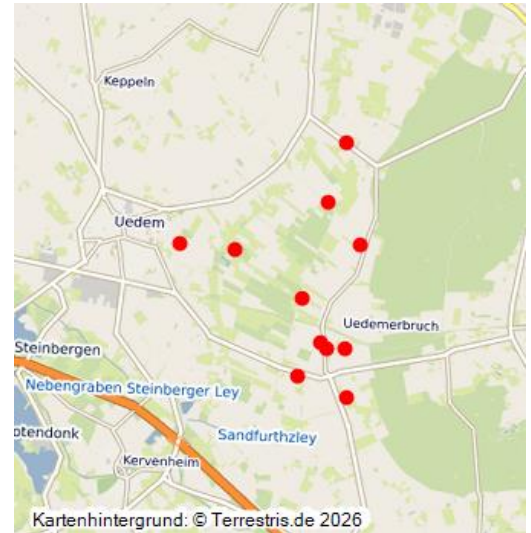 Keppeln
Uedem
Uedemerbruch
Steinbergen
Nebengraben Steinberger Ley
otendonk
Sandfurthzley
Kervenheim
Kartenhintergrund: © Terrestris.de 2026